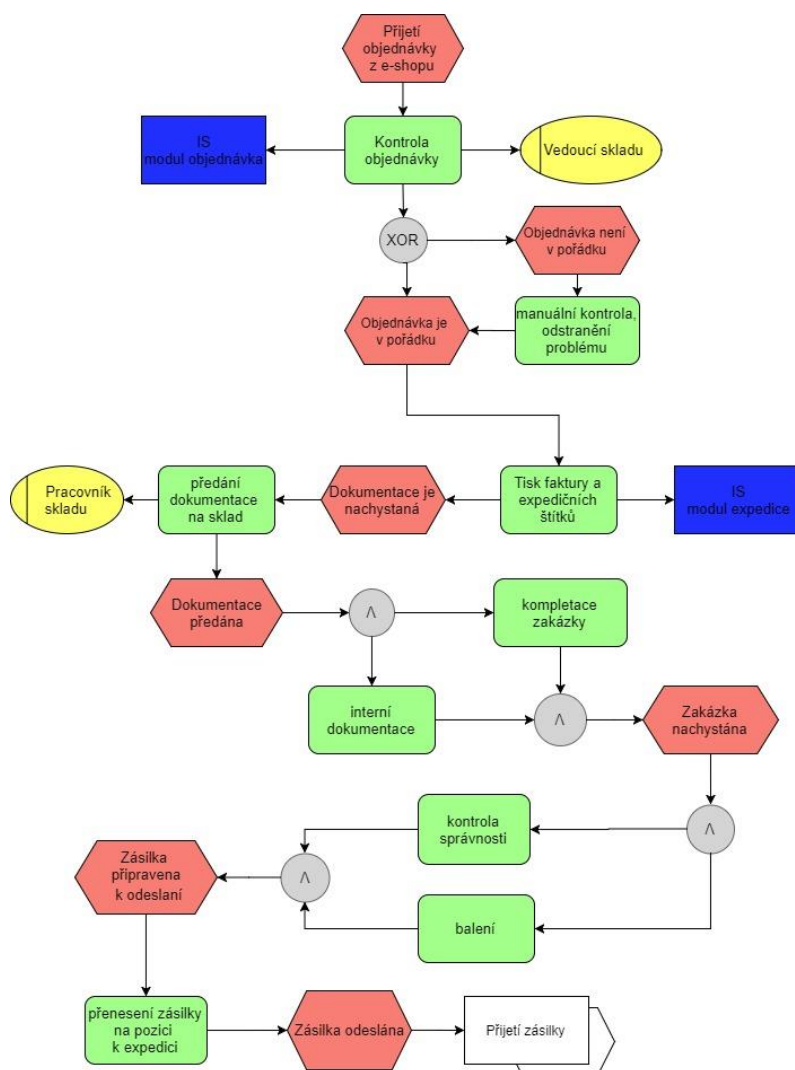 Přijetí
objednávky
z e-shopu
IS
modul objednávka
Kontrola
objednávky
Vedoucí skladu
XOR
Objednávka není
v pořádku
Objednávka je
v pořádku
manuální kontrola,
odstranění
problému
Pracovník
skladu
předání
dokumentace
na sklad
Dokumentace je
nachystaná
Tisk faktury a
expedičních
štítků
IS
modul expedice
Dokumentace
předána
Λ
kompletace
zakázky
interní
dokumentace
Λ
Zakázka
nachystána
kontrola
správnosti
Λ
Zásilka
připravena
k odeslaní
Λ
balení
přenesení zásilky
na pozici
k expedici
Zásilka odeslána
Přijetí zásilky